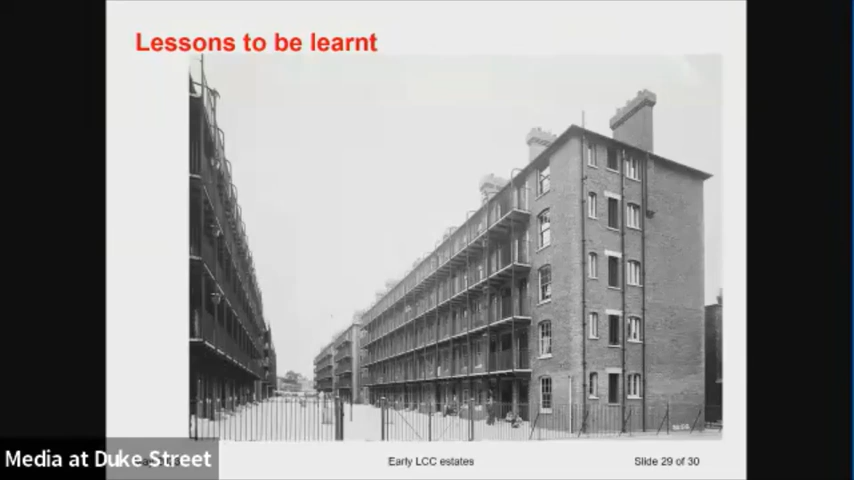 Lessons to be learnt
Media at Duke Street
Early LCC estates
Slide 29 of 30